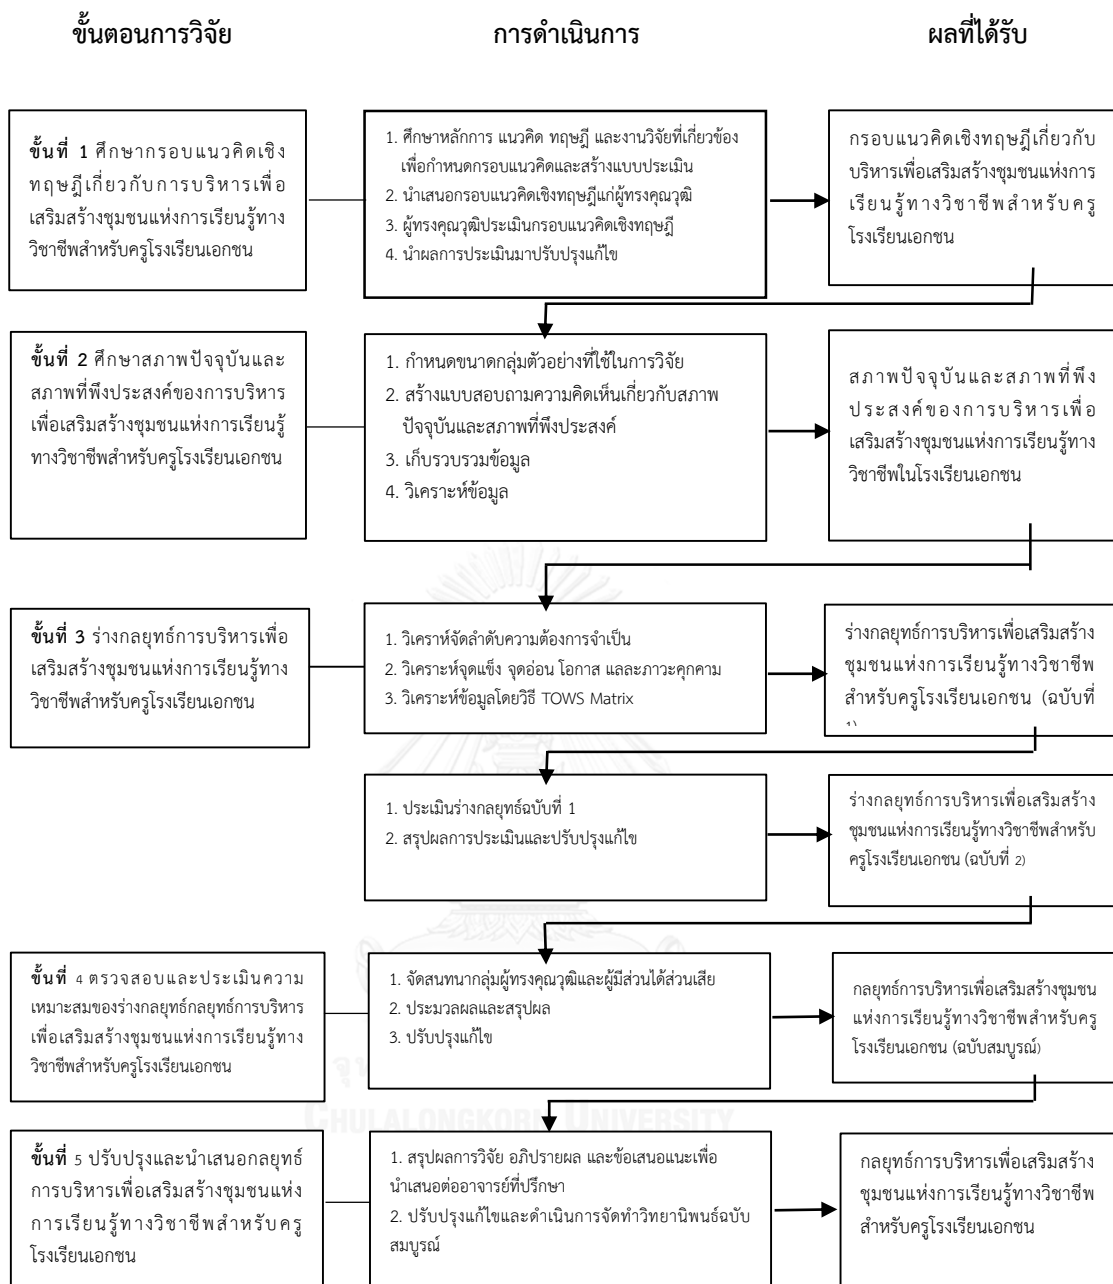 ขั้นตอนการวิจัย
การดำเนินการ
ผลที่ได้รับ
ขั้นที่ 1 ศึกษากรอบแนวคิดเชิง
ทฤษฎีเกี่ยวกับการบริหารเพื่อ
เสริมสร้างชุมชนแห่งการเรียนรู้ทาง
วิชาชีพสำหรับครูโรงเรียนเอกชน
1. ศึกษาหลักการ แนวคิด ทฤษฎี และงานวิจัยที่เกี่ยวข้อง
เพื่อกำหนดกรอบแนวคิดและสร้างแบบประเมิน
2. นำเสนอกรอบแนวคิดเชิงทฤษฎีแก่ผู้ทรงคุณวุฒิ
3. ผู้ทรงคุณวุฒิประเมินกรอบแนวคิดเชิงทฤษฎี
4. นำผลการประเมินมาปรับปรุงแก้ไข
กรอบแนวคิดเชิงทฤษฎีเกี่ยวกับ
บริหารเพื่อเสริมสร้างชุมชนแห่งการ
เรียนรู้ทางวิชาชีพสำหรับครู
โรงเรียนเอกชน
ขั้นที่ 2 ศึกษาสภาพปัจจุบันและ
สภาพที่พึงประสงค์ของการบริหาร
เพื่อเสริมสร้างชุมชนแห่งการเรียนรู้
ทางวิชาชีพสำหรับครูโรงเรียนเอกชน
1. กำหนดขนาดกลุ่มตัวอย่างที่ใช้ในการวิจัย
2. สร้างแบบสอบถามความคิดเห็นเกี่ยวกับสภาพ
ปัจจุบันและสภาพที่พึงประสงค์
3. เก็บรวบรวมข้อมูล
4. วิเคราะห์ข้อมูล
สภาพปัจจุบันและสภาพที่พึง
ประสงค์ของการบริหารเพื่อ
เสริมสร้างชุมชนแห่งการเรียนรู้ทาง
วิชาชีพในโรงเรียนเอกชน
ขั้นที่ 3 ร่างกลยุทธ์การบริหารเพื่อ
เสริมสร้างชุมชนแห่งการเรียนรู้ทาง
วิชาชีพสำหรับครูโรงเรียนเอกชน
1. วิเคราห์จัดลำดับความต้องการจำเป็น
2. วิเคราะห์จุดแข็ง จุดอ่อน โอกาส แลละภาวะคุกคาม
3. วิเคราะห์ข้อมูลโดยวิธี TOWS Matrix
ร่างกลยุทธ์การบริหารเพื่อเสริมสร้าง
ชุมชนแห่งการเรียนรู้ทางวิชาชีพ
สำหรับครูโรงเรียนเอกชน (ฉบับที่
1)
1. ประเมินร่างกลยุทธ์ฉบับที่ 1
2. สรุปผลการประเมินและปรับปรุงแก้ไข
ร่างกลยุทธ์การบริหารเพื่อเสริมสร้าง
ชุมชนแห่งการเรียนรู้ทางวิชาชีพสำหรับ
ครูโรงเรียนเอกชน (ฉบับที่ 2)
ขั้นที่ 4 ตรวจสอบและประเมินความ
เหมาะสมของร่างกลยุทธ์กลยุทธ์การบริหาร
เพื่อเสริมสร้างชุมชนแห่งการเรียนรู้ทาง
วิชาชีพสำหรับครูโรงเรียนเอกชน
1. จัดสนทนากลุ่มผู้ทรงคุณวุฒิและผู้มีส่วนได้ส่วนเสีย
2. ประมวลผลและสรุปผล
3. ปรับปรุงแก้ไข
กลยุทธ์การบริหารเพื่อเสริมสร้างชุมชน
แห่งการเรียนรู้ทางวิชาชีพสำหรับครู
โรงเรียนเอกชน (ฉบับสมบูรณ์)
CHULALONGKORN UNIVERSITY
ขั้นที่ 5 ปรับปรุงและนำเสนอกลยุทธ์
การบริหารเพื่อเสริมสร้างชุมชนแห่ง
การเรียนรู้ทางวิชาชีพสำหรับครู
โรงเรียนเอกชน
1. สรุปผลการวิจัย อภิปรายผล และข้อเสนอแนะเพื่อ
นำเสนอต่ออาจารย์ที่ปรึกษา
2. ปรับปรุงแก้ไขและดำเนินการจัดทำวิทยานิพนธ์ฉบับ
สมบูรณ์
กลยุทธ์การบริหารเพื่อเสริมสร้าง
ชุมชนแห่งการเรียนรู้ทางวิชาชีพ
สำหรับครูโรงเรียนเอกชน